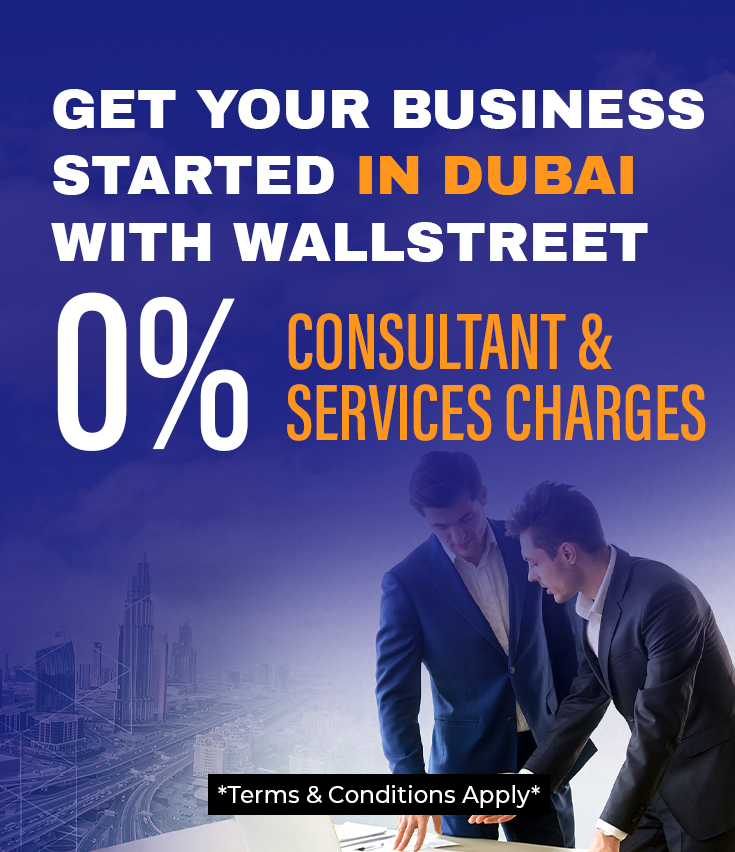 GET YOUR BUSINESS
STARTED IN DUBAI
WITH WALLSTREET
0% CONSULTANT &
SERVICES CHARGES
*Terms & Conditions Apply*